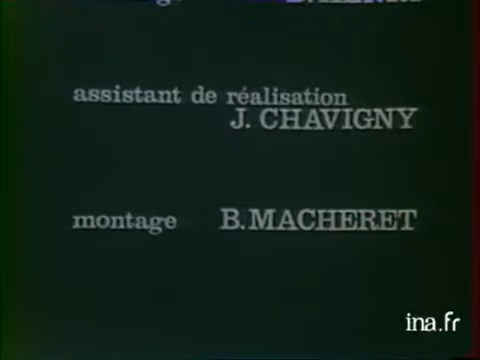 assistant de réalisation
J. CHAVIGNY
montage B. MACHERET
ina.fr